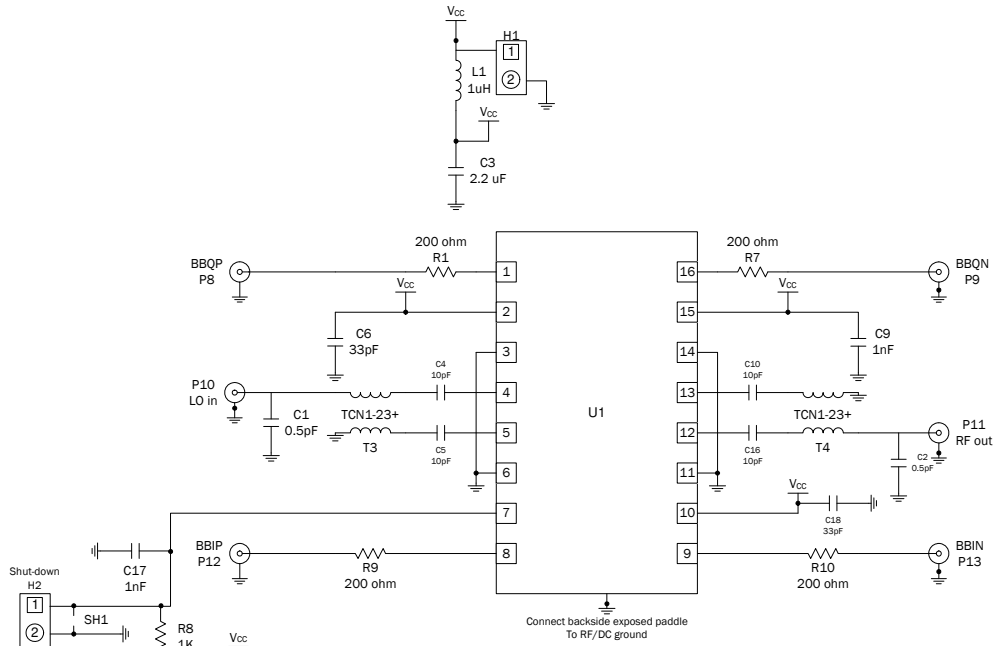 VCC
H1
1
L1
1uH
2
VCC
C3
2.2 uF
200 ohm
R1
200 ohm
R7
BBQP
P8
1
16
BBQN
P9
VCC
VCC
2
15
C6
33pF
C9
1nF
3
14
C4
10pF
C10
10pF
P10
LO in
4
13
C1
0.5pF
TCN1-23+
U1
TCN1-23+
P11
RF out
5
12
T3
C5
10pF
C16
10pF
T4
C2
0.5pF
6
11
VCC
7
10
C18
33pF
BBIP
P12
8
9
BBIN
P13
C17
1nF
R9
200 ohm
R10
200 ohm
Shut-down
H2
1
SH1
2
R8
1K
VCC
Connect backside exposed paddle
To RF/DC ground